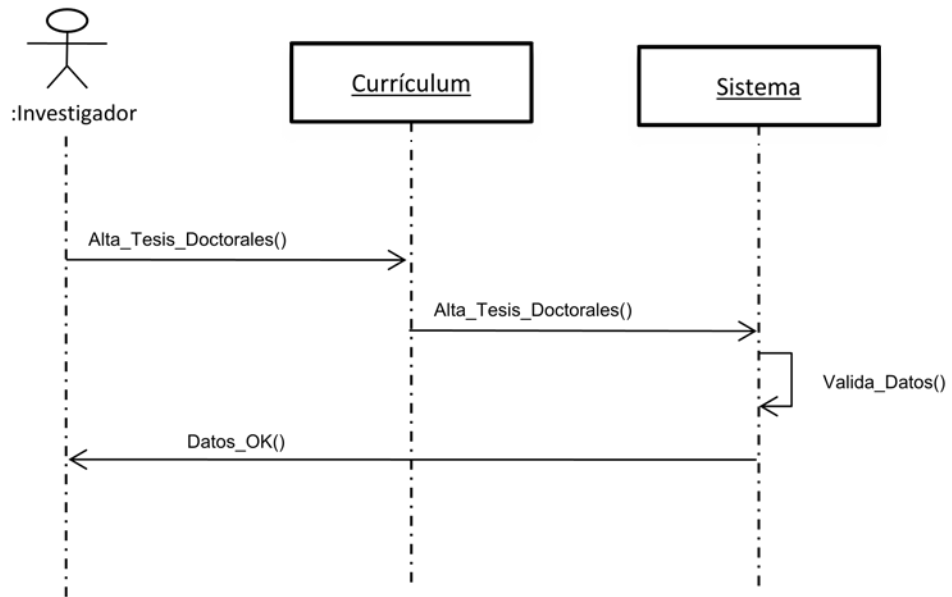 Currículum
Sistema
:Investigador
Alta_Tesis_Doctorales()
Alta_Tesis_Doctorales()
Valida_Datos()
Datos_OK()